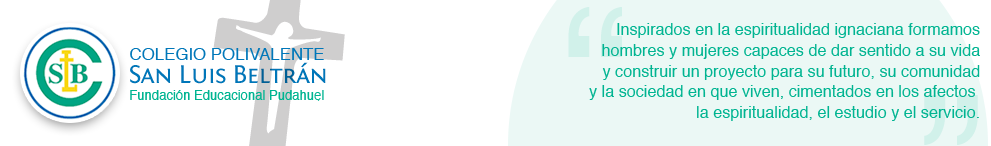 CSLB
COLEGIO POLIVALENTE
SAN LUIS BELTRÁN
Fundación Educacional Pudahuel
Inspirados en la espiritualidad ignaciana formamos
hombres y mujeres capaces de dar sentido a su vida
y construir un proyecto para su futuro, su comunidad
y la sociedad en que viven, cimentados en los afectos
la espiritualidad, el estudio y el servicio.